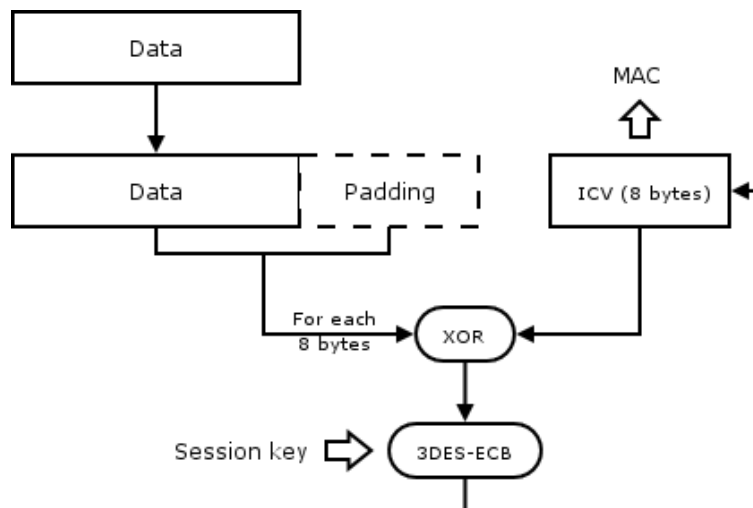 Data
MAC
Data
Padding
ICV (8 bytes)
For each
8 bytes
XOR
Session key
3DES-ECB